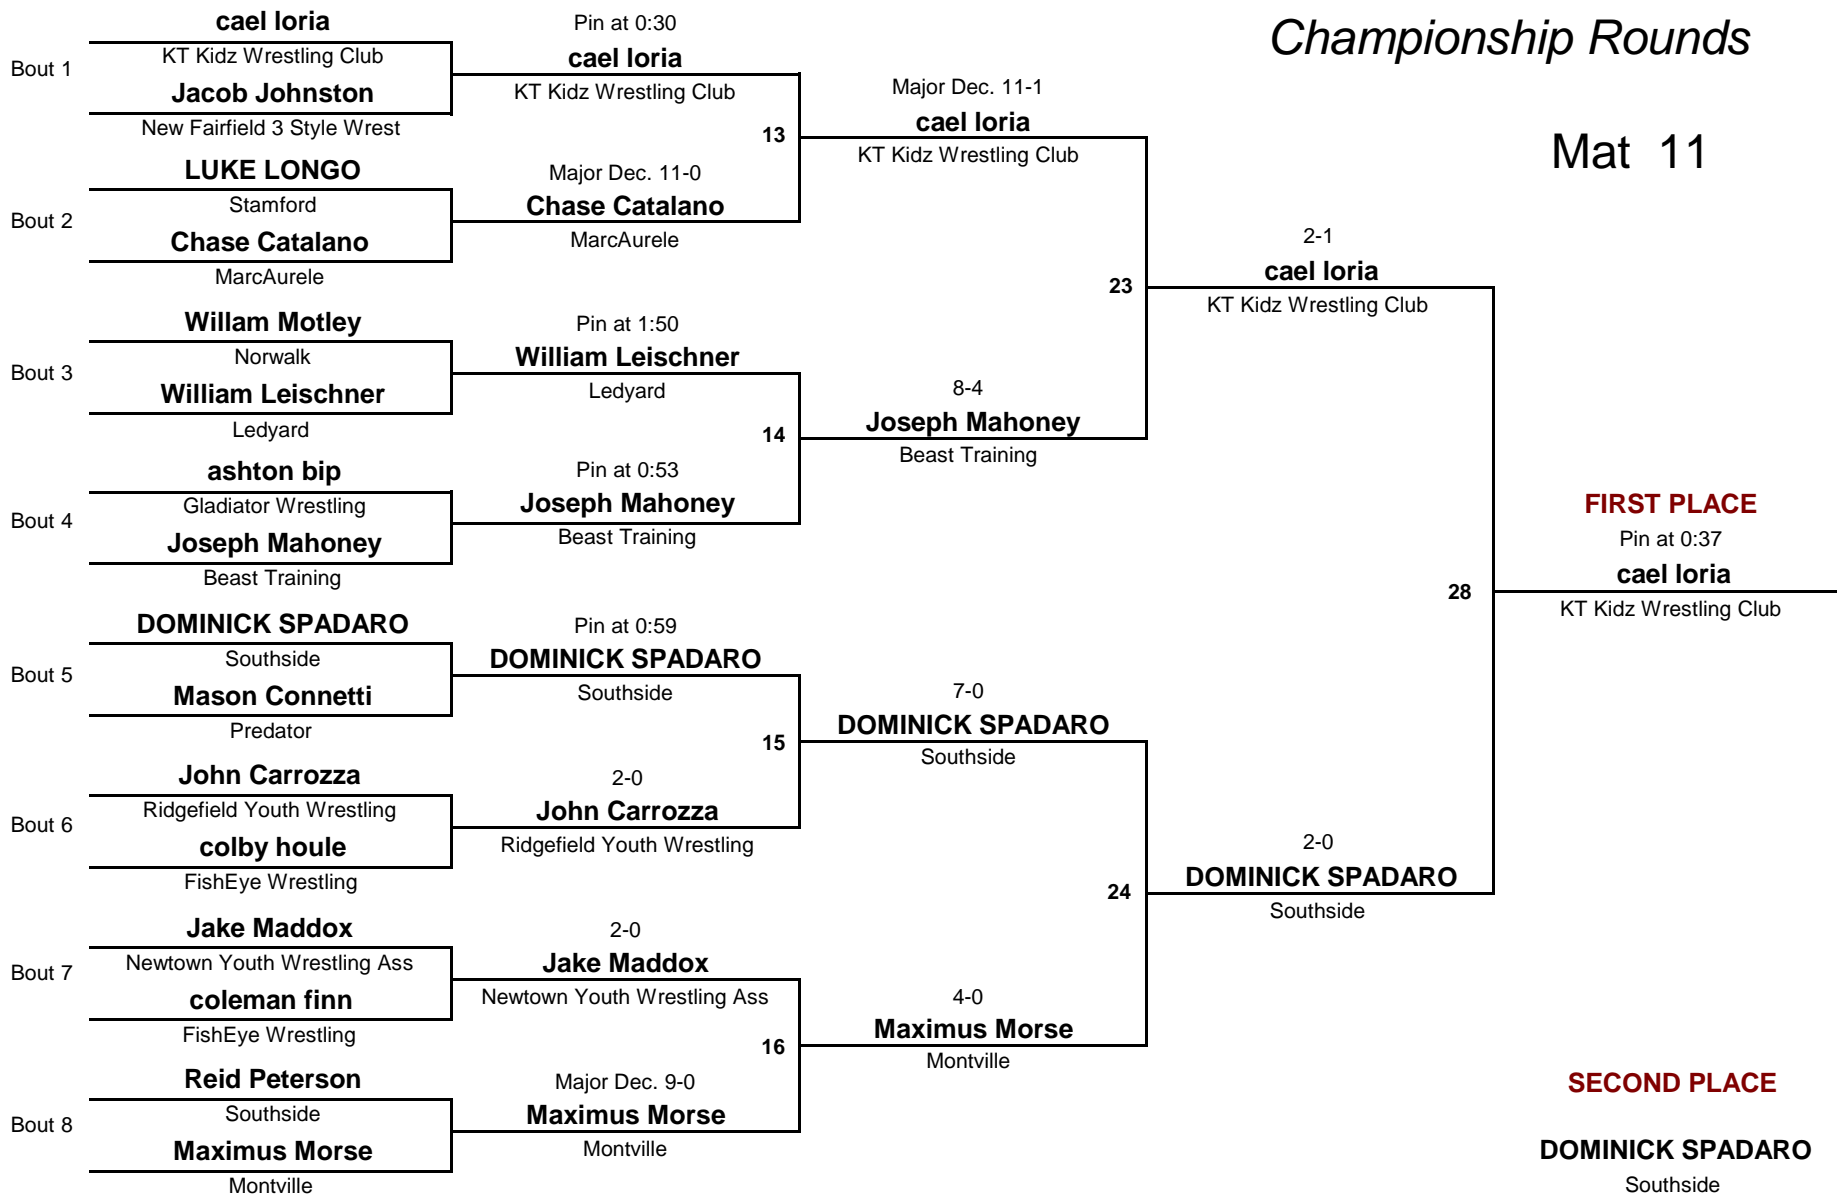 Championship Rounds
Mat 11
Bout 1
cael loria
KT Kidz Wrestling Club
Jacob Johnston
New Fairfield 3 Style Wrest
Bout 2
LUKE LONGO
Stamford
Chase Catalano
MarcAurele
Bout 3
Willam Motley
Norwalk
William Leischner
Ledyard
Bout 4
ashton bip
Gladiator Wrestling
Joseph Mahoney
Beast Training
Bout 5
DOMINICK SPADARO
Southside
Mason Connetti
Predator
Bout 6
John Carrozza
Ridgefield Youth Wrestling
colby houle
FishEye Wrestling
Bout 7
Jake Maddox
Newtown Youth Wrestling Ass
coleman finn
FishEye Wrestling
Bout 8
Reid Peterson
Southside
Maximus Morse
Montville
Pin at 0:30
cael loria
KT Kidz Wrestling Club
13
Major Dec. 11-0
Chase Catalano
MarcAurele
Pin at 1:50
William Leischner
Ledyard
14
Pin at 0:53
Joseph Mahoney
Beast Training
Pin at 0:59
DOMINICK SPADARO
Southside
15
2-0
John Carrozza
Ridgefield Youth Wrestling
2-0
Jake Maddox
Newtown Youth Wrestling Ass
16
Major Dec. 9-0
Maximus Morse
Montville
Major Dec. 11-1
cael loria
KT Kidz Wrestling Club
23
8-4
Joseph Mahoney
Beast Training
7-0
DOMINICK SPADARO
Southside
24
4-0
Maximus Morse
Montville
2-1
cael loria
KT Kidz Wrestling Club
28
2-0
DOMINICK SPADARO
Southside
FIRST PLACE
Pin at 0:37
cael loria
KT Kidz Wrestling Club
SECOND PLACE
DOMINICK SPADARO
Southside